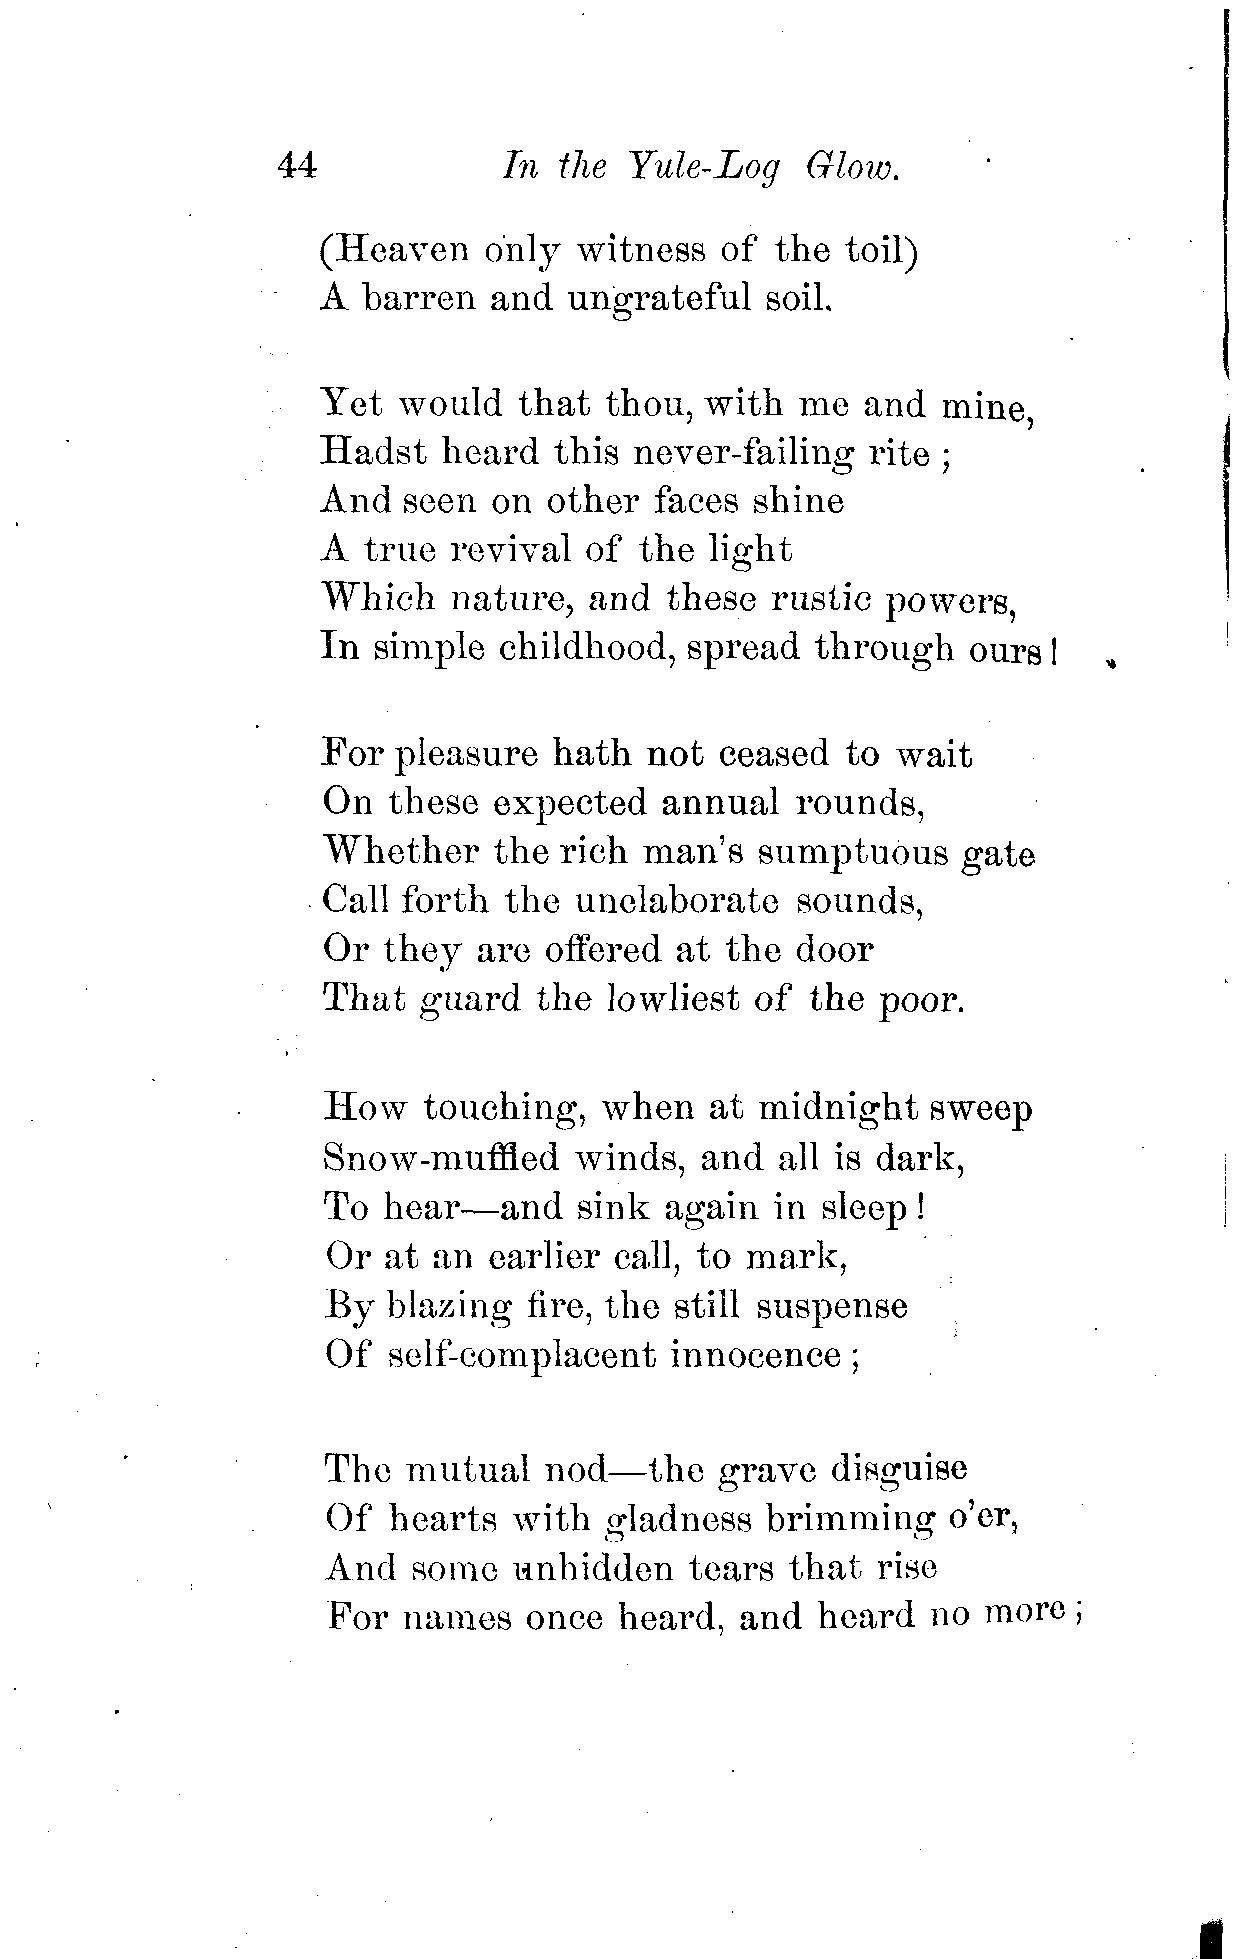 44 In the Yule-Log Glow.
(Heaven only witness of the toil)
A barren and ungrateful soil.
Yet would that thou, with me and mine,
Hadst heard this never-failing rite ;
And seen on other faces shine
A true revival of the light
Which nature, and these rustic powers,
In simple childhood, spread through ours!
For pleasure hath not ceased to wait
On these expected annual rounds,
Whether the rich man's sumptuous gate
Call forth the unelaborate sounds,
Or they are offered at the door
That guard the lowliest of the poor.
How touching, when at midnight sweep
Snow-muffled winds, and all is dark,
To hear—and sink again in sleep!
Or at an earlier call, to mark,
By blazing fire, the still suspense
Of self-complacent innocence ;
The mutual nod—the grave disguise
Of hearts with gladness brimming o'er,
And some unhidden tears that rise
For names once heard, and heard no more ;